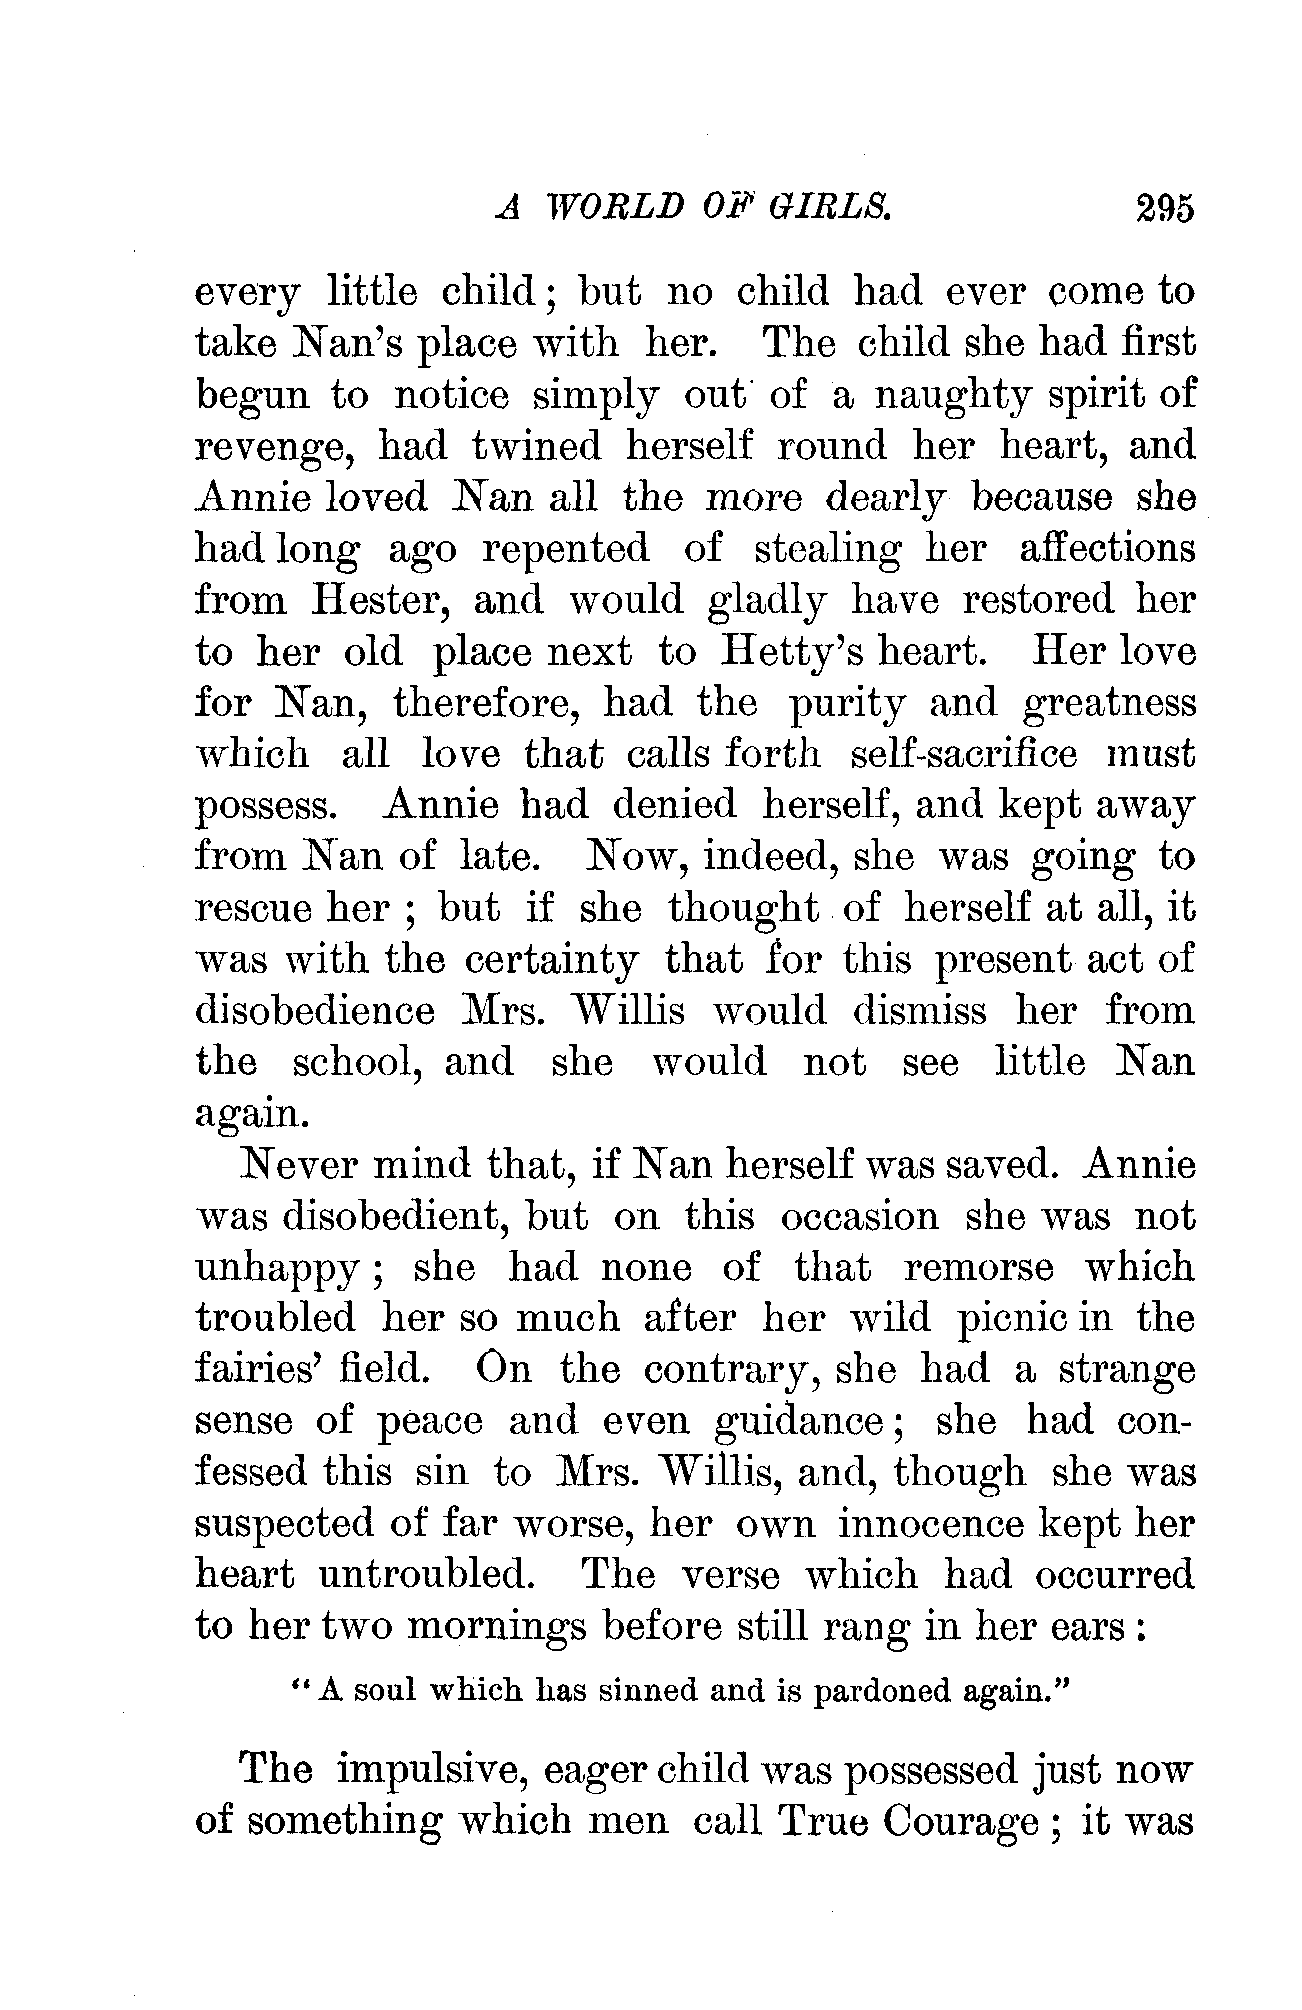 A WORLD OF GIRLS. 295
every little child; but no child had ever come to
take Nan's place with her. The child she had first
begun to notice simply out of a naughty spirit of
revenge, had twined herself round her heart, and
Annie loved Nan all the more dearly because she
had long ago repented of stealing her affections
from Hester, and would gladly have restored her
to her old place next to Hetty's heart. Her love
for Nan, therefore, had the purity and greatness
which all love that calls forth self-sacrifice must
possess. Annie had denied herself, and kept away
from Nan of late. Now, indeed, she was going to
rescue her ; but if she thought of herself at all, it
was with the certainty that for this present act of
disobedience Mrs. Willis would dismiss her from
the school, and she would not see little Nan
again.
Never mind that, if Nan herself was saved. Annie
was disobedient, but on this occasion she was not
unhappy ; she had none of that remorse which
troubled her so much after her wild picnic in the
fairies' field. On the contrary, she had a strange
sense of peace and even guidance; she had con-
fessed this sin to Mrs. Willis, and, though she was
suspected of far worse, her own innocence kept her
heart untroubled. The verse which had occurred
to her two mornings before still rang in her ears :
"A soul which has sinned and is pardoned again."
The impulsive, eager child was possessed just now
of something which men call True Courage ; it was